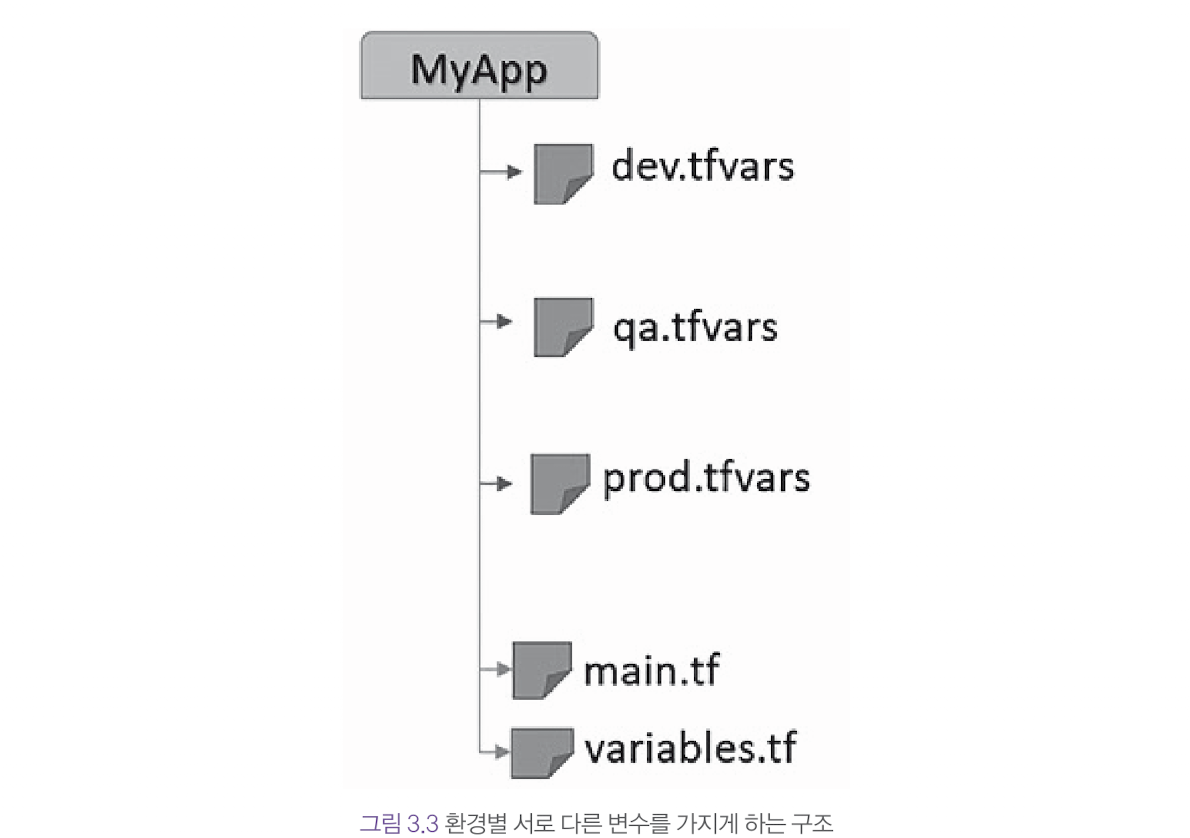 MyApp
dev.tfvars
qa.tfvars
prod.tfvars
main.tf
variables.tf
그림 3.3 환경별 서로 다른 변수를 가지게 하는 구조